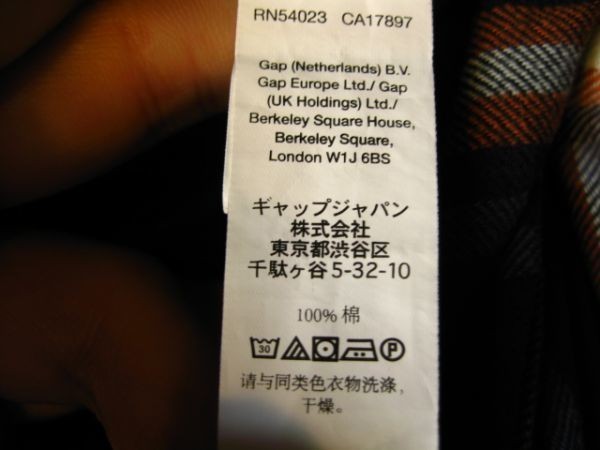 RN54023 CA17897
Gap (Netherlands) B.V.
Gap Europe Ltd./ Gap
(UK Holdings) Ltd./
Berkeley Square House,
Berkeley Square,
London W1J 6BS
ギャップジャパン
株式会社
東京都渋谷区
千駄ヶ谷5-32-10
100% 棉
30 P
请与同类色衣物洗涤,
干燥。